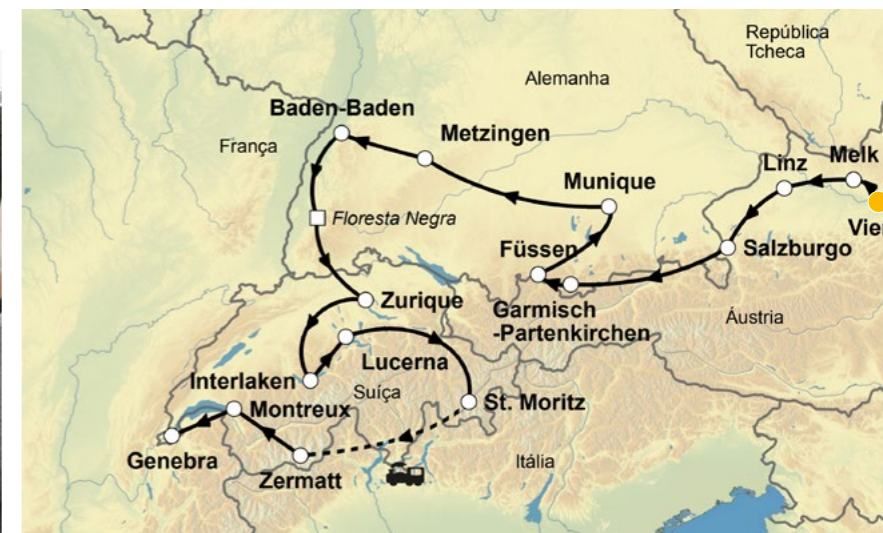 República
Tcheca
Alemanha
Baden-Baden
Metzingen
França
Linz
Melk
Munique
Floresta Negra
Vie
Füssen
Salzburgo
Zurique
Garmisch
-Partenkirchen
Áustria
Lucerna
Interlaken
Suíça
Montreux
St. Moritz
Genebra
Zermatt
Itália